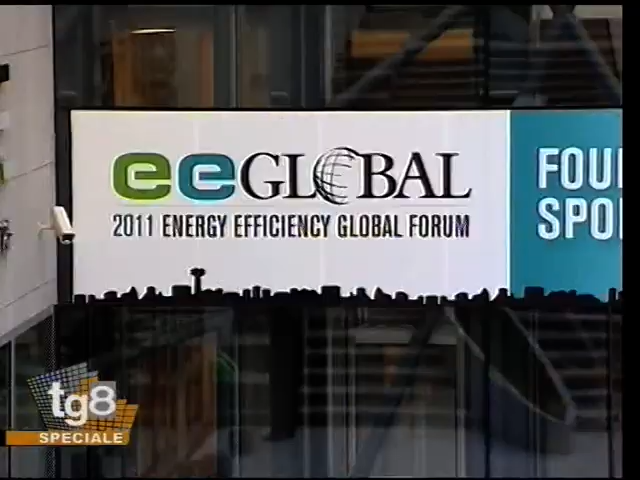 eeGLOBAL
2011 ENERGY EFFICIENCY GLOBAL FORUM
FOU
SPO
tg8
SPECIALE